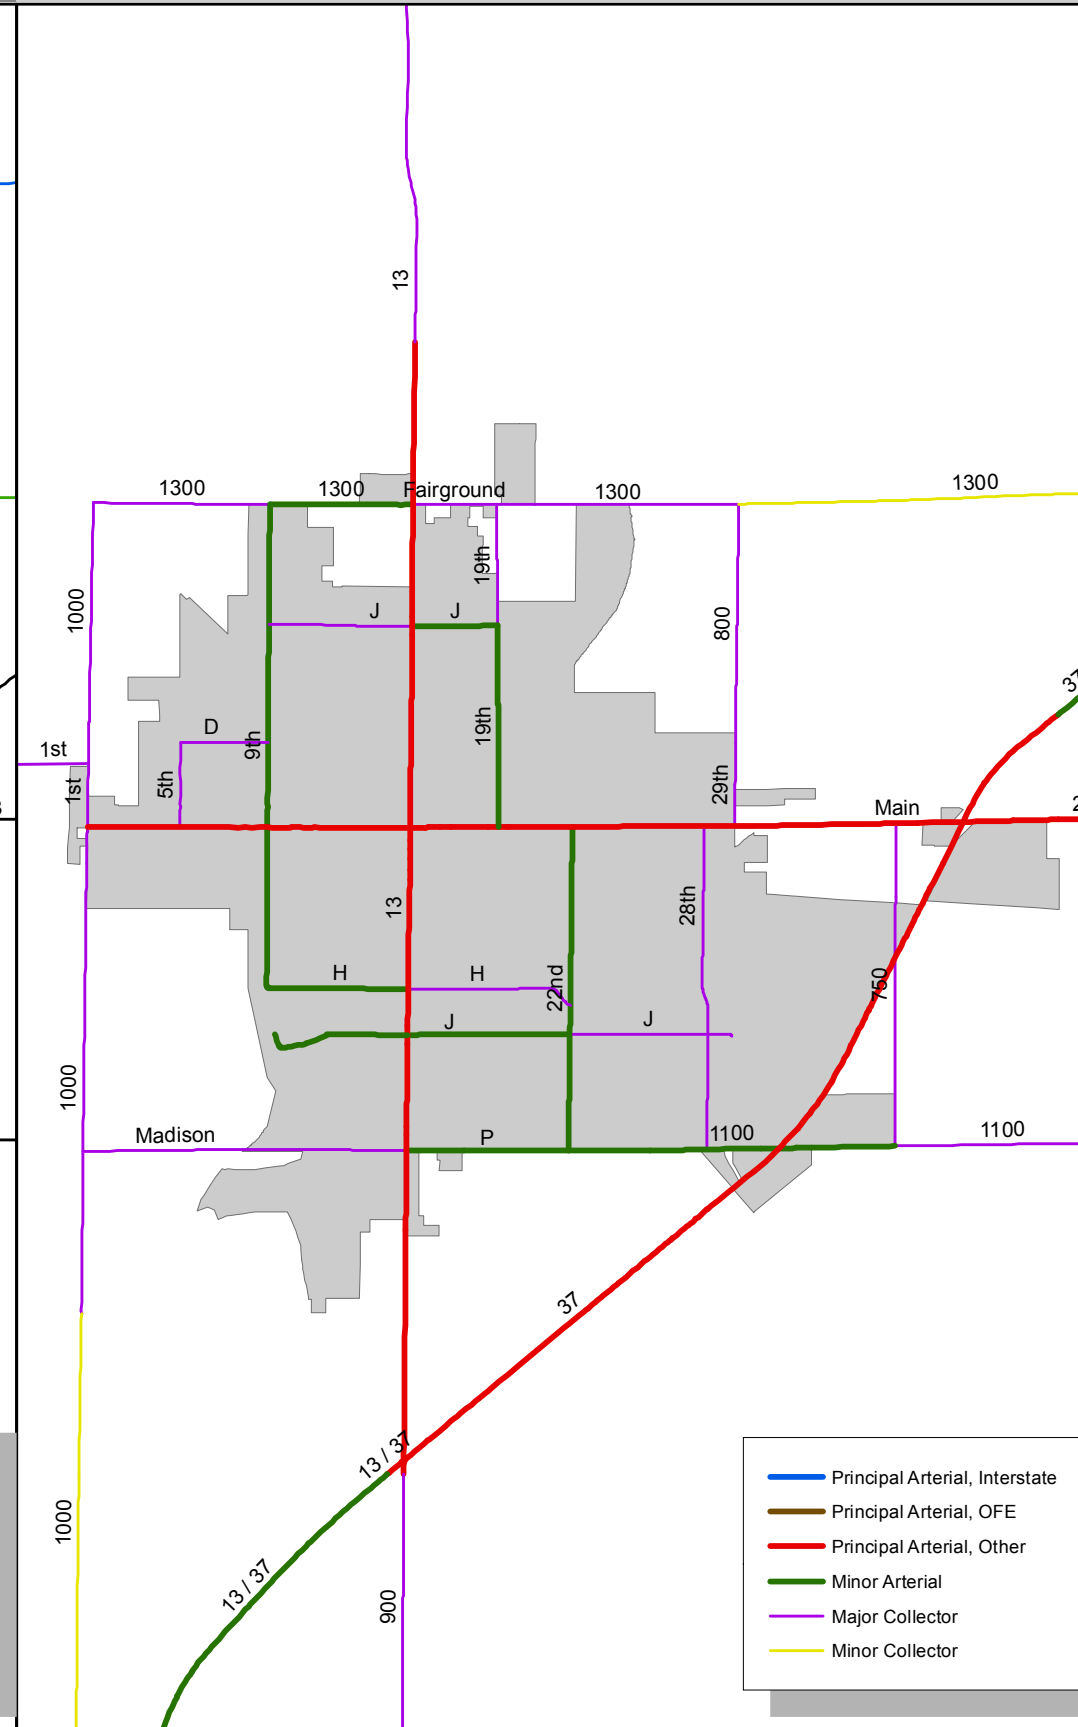 13
1300
1300
Fairground
1300
1300
19th
1000
J
J
800
37
D
9th
19th
1st
1st
5th
29th
Main
2
13
28th
H
H
22nd
750
J
J
1000
Madison
P
1100
1100
37
13 / 37
1000
13 / 37
900
Principal Arterial, Interstate
Principal Arterial, OFE
Principal Arterial, Other
Minor Arterial
Major Collector
Minor Collector